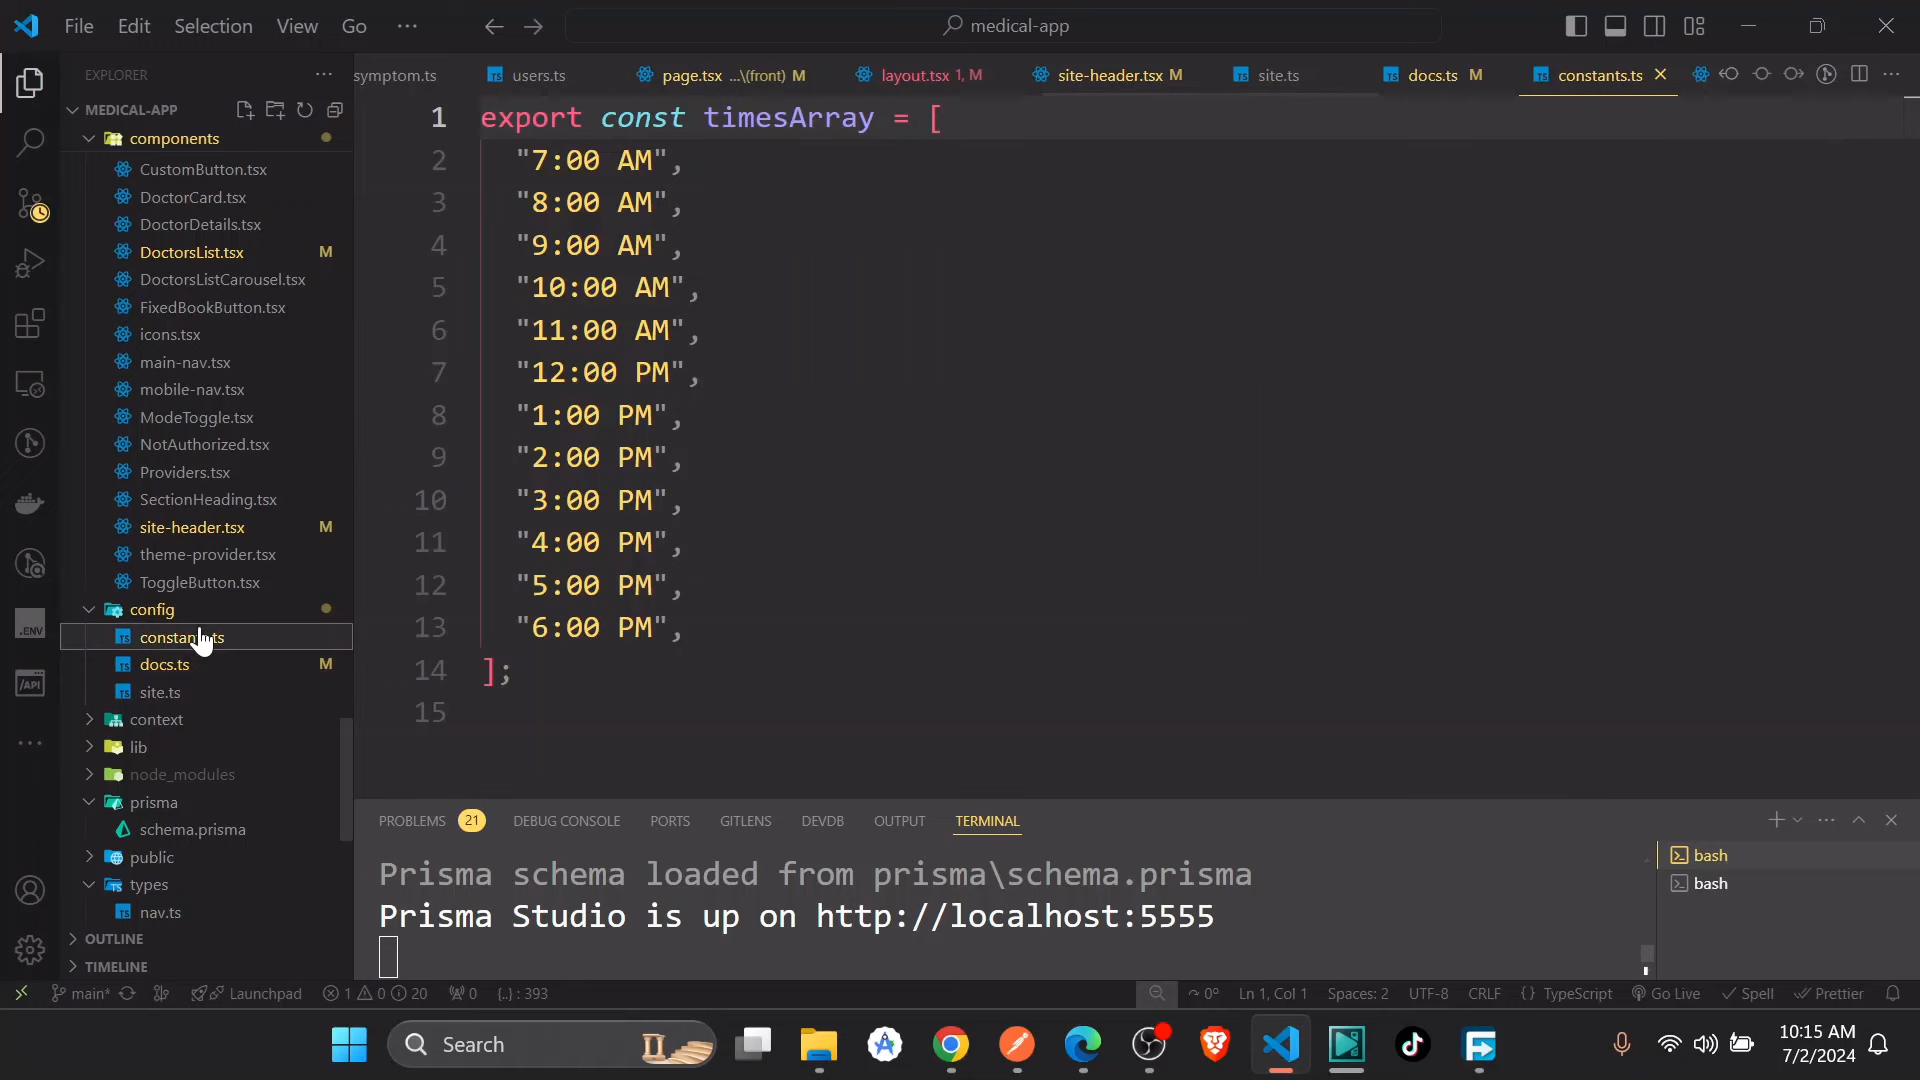 File Edit Selection View Go ···
medical-app
EXPLORER
MEDICAL-APP
components
CustomButton.tsx
DoctorCard.tsx
DoctorDetails.tsx
DoctorsList.tsx M
DoctorsListCarousel.tsx
FixedBookButton.tsx
icons.tsx
main-nav.tsx
mobile-nav.tsx
ModeToggle.tsx
NotAuthorized.tsx
Providers.tsx
SectionHeading.tsx
site-header.tsx M
theme-provider.tsx
ToggleButton.tsx
config
constants.ts
docs.ts M
site.ts
context
lib
node_modules
prisma
schema.prisma
public
types
nav.ts
OUTLINE
TIMELINE
.ENV
/API
symptom.ts users.ts page.tsx ...\(front) M layout.tsx 1, M site-header.tsx M site.ts docs.ts M constants.ts
1 export const timesArray = [
2 "7:00 AM",
3 "8:00 AM",
4 "9:00 AM",
5 "10:00 AM",
6 "11:00 AM",
7 "12:00 PM",
8 "1:00 PM",
9 "2:00 PM",
10 "3:00 PM",
11 "4:00 PM",
12 "5:00 PM",
13 "6:00 PM",
14 ];
15
PROBLEMS 21 DEBUG CONSOLE PORTS GITLENS DEVDB OUTPUT TERMINAL
Prisma schema loaded from prisma\schema.prisma
Prisma Studio is up on http://localhost:5555
bash
bash
main* Launchpad 1 0 20 0 {..} : 393 0° Ln 1, Col 1 Spaces: 2 UTF-8 CRLF {} TypeScript Go Live Spell Prettier
Search
10:15 AM
7/2/2024